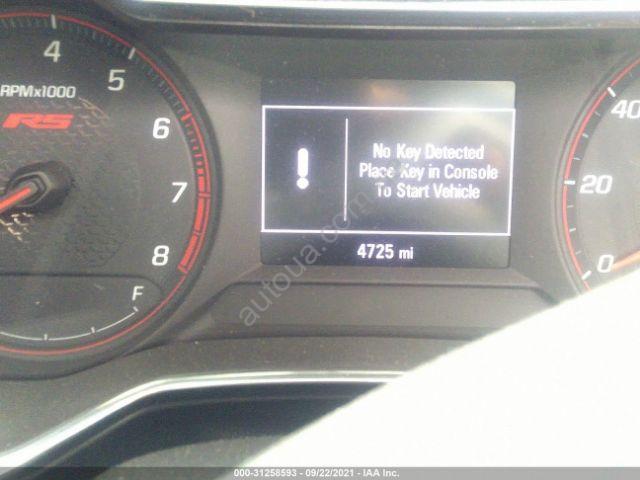 4
5
RPMx1000
RS
6
7
8
F
No Key Detected
Place Key in Console
To Start Vehicle
4725 mi
40
20
0
autoua.com
000-31258593 - 09/22/2021 - IAA Inc.